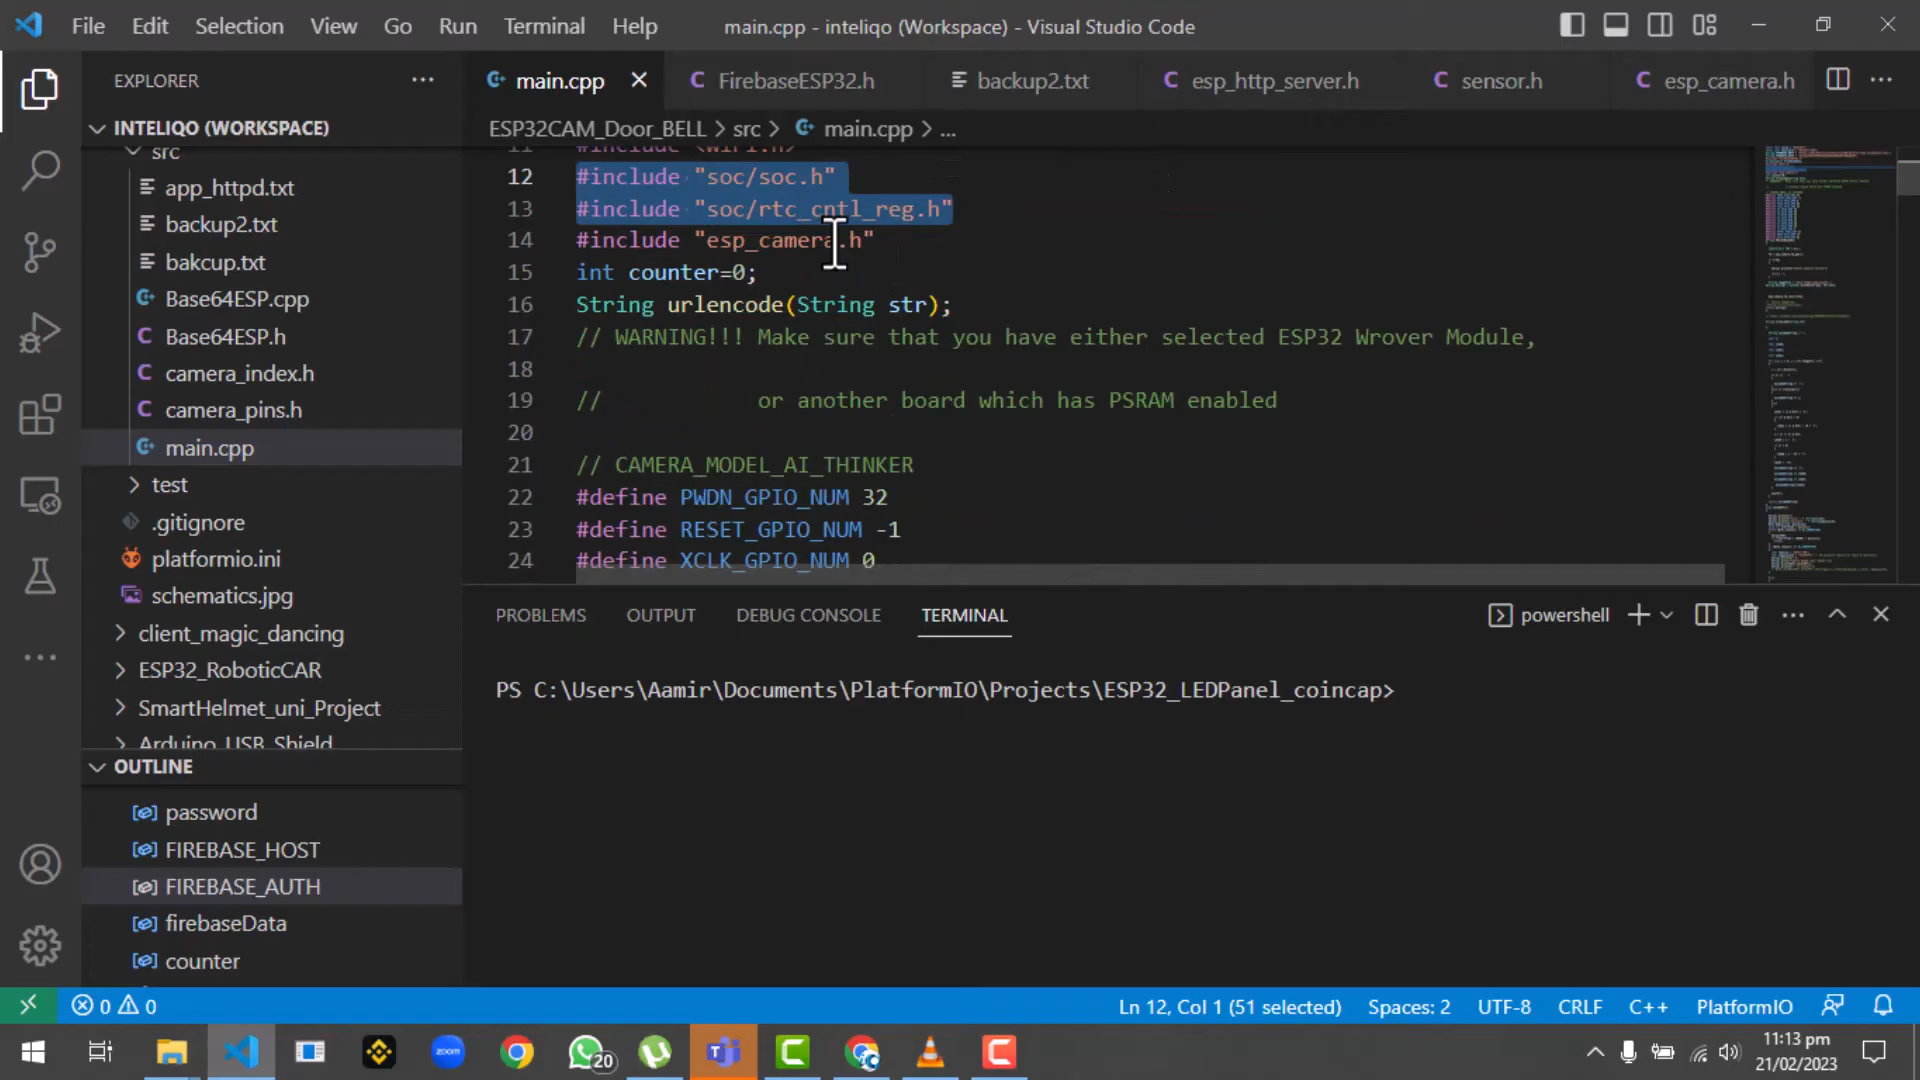 File Edit Selection View Go Run Terminal Help main.cpp - inteliqo (Workspace) - Visual Studio Code
EXPLORER
main.cpp FirebaseESP32.h backup2.txt esp_http_server.h sensor.h esp_camera.h
INTELIQO (WORKSPACE)
ESP32CAM_Door_BELL > src > main.cpp > ...
src
app_httpd.txt
backup2.txt
bakcup.txt
Base64ESP.cpp
Base64ESP.h
camera_index.h
camera_pins.h
main.cpp
test
.gitignore
platformio.ini
schematics.jpg
client_magic_dancing
ESP32_RoboticCAR
SmartHelmet_uni_Project
Arduino_USB_Shield
OUTLINE
password
FIREBASE_HOST
FIREBASE_AUTH
firebaseData
counter
11 #include <WiFi.h>
12 #include "soc/soc.h"
13 #include "soc/rtc_cntl_reg.h"
14 #include "esp_camera.h"
15 int counter=0;
16 String urlencode(String str);
17 // WARNING!!! Make sure that you have either selected ESP32 Wrover Module,
18
19 // or another board which has PSRAM enabled
20
21 // CAMERA_MODEL_AI_THINKER
22 #define PWDN_GPIO_NUM 32
23 #define RESET_GPIO_NUM -1
24 #define XCLK_GPIO_NUM 0
PROBLEMS OUTPUT DEBUG CONSOLE TERMINAL powershell
PS C:\Users\Aamir\Documents\PlatformIO\Projects\ESP32_LEDPanel_coincap>
0 0 Ln 12, Col 1 (51 selected) Spaces: 2 UTF-8 CRLF C++ PlatformIO
zoom 20
11:13 pm
21/02/2023